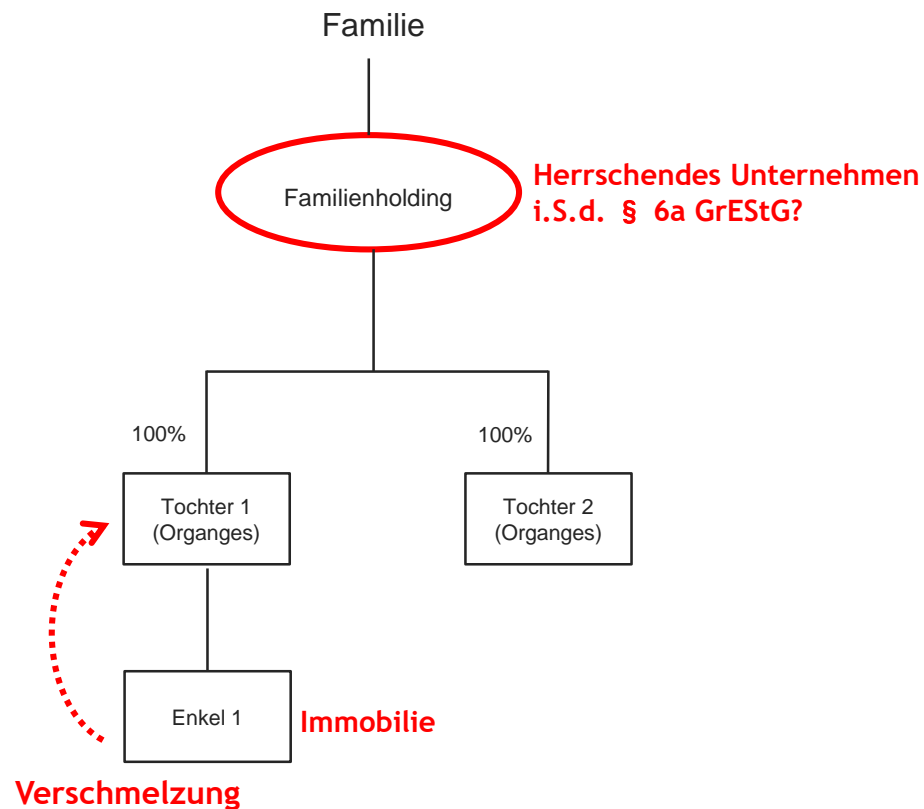 Familie
Familienholding
Herrschendes Unternehmen
i.S.d. § 6a GrEStG?
100%
100%
Tochter 1
(Organges)
Tochter 2
(Organges)
Enkel 1
Immobilie
Verschmelzung